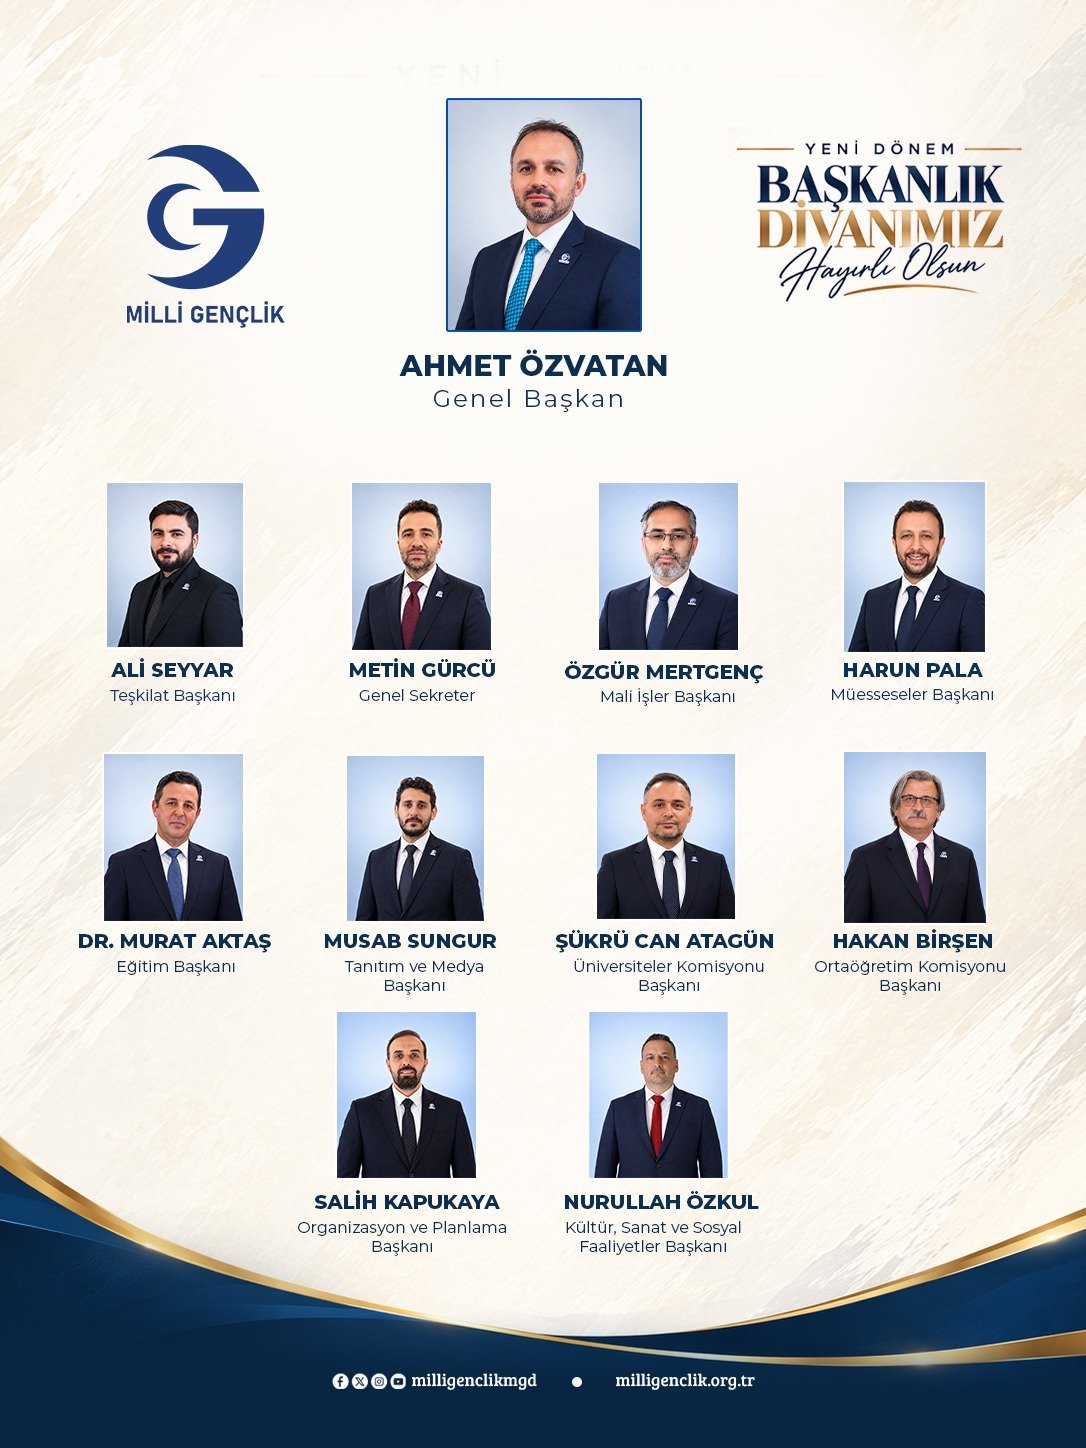 YENİ DÖNEM
MİLLİ GENÇLİK
YENİ DÖNEM
BAŞKANLIK
DİVANIMIZ
Hayırlı Olsun
AHMET ÖZVATAN
Genel Başkan
ALİ SEYYAR
Teşkilat Başkanı
METİN GÜRCÜ
Genel Sekreter
ÖZGÜR MERTGENÇ
Mali İşler Başkanı
HARUN PALA
Müesseseler Başkanı
DR. MURAT AKTAŞ
Eğitim Başkanı
MUSAB SUNGUR
Tanıtım ve Medya
Başkanı
ŞÜKRÜ CAN ATAGÜN
Üniversiteler Komisyonu
Başkanı
HAKAN BİRŞEN
Ortaöğretim Komisyonu
Başkanı
SALİH KAPUKAYA
Organizasyon ve Planlama
Başkanı
NURULLAH ÖZKUL
Kültür, Sanat ve Sosyal
Faaliyetler Başkanı
milligenclikmgd • milligenclik.org.tr